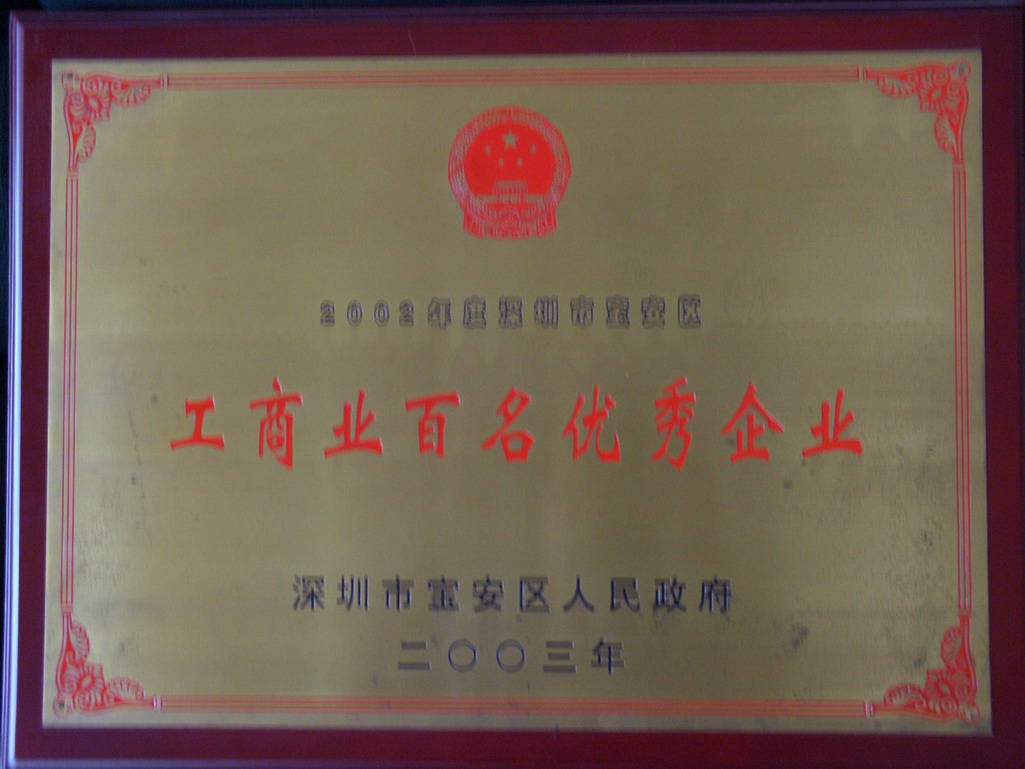 2002年度深圳市宝安区
工商业百名优秀企业
深圳市宝安区人民政府
二〇〇三年